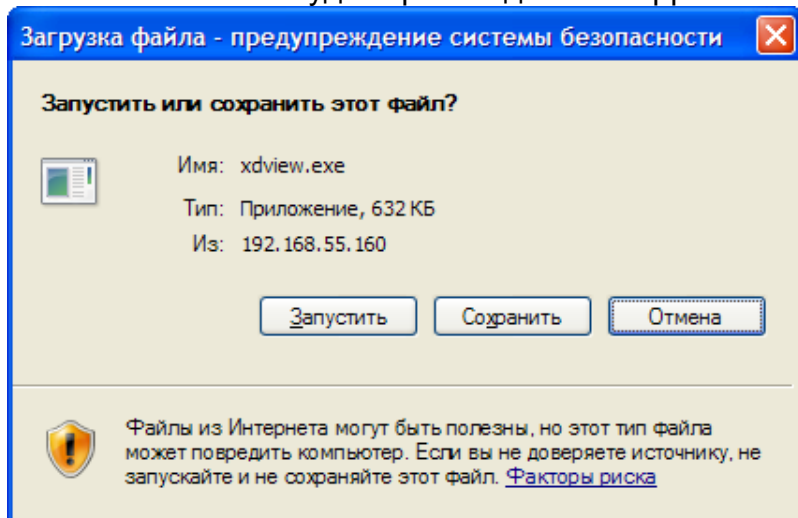 Загрузка файла - предупреждение системы безопасности
Запустить или сохранить этот файл?
Имя: xdview.exe
Тип: Приложение, 632 КБ
Из: 192.168.55.160
Запустить Сохранить Отмена
Файлы из Интернета могут быть полезны, но этот тип файла
может повредить компьютер. Если вы не доверяете источнику, не
запускайте и не сохраняйте этот файл. Факторы риска